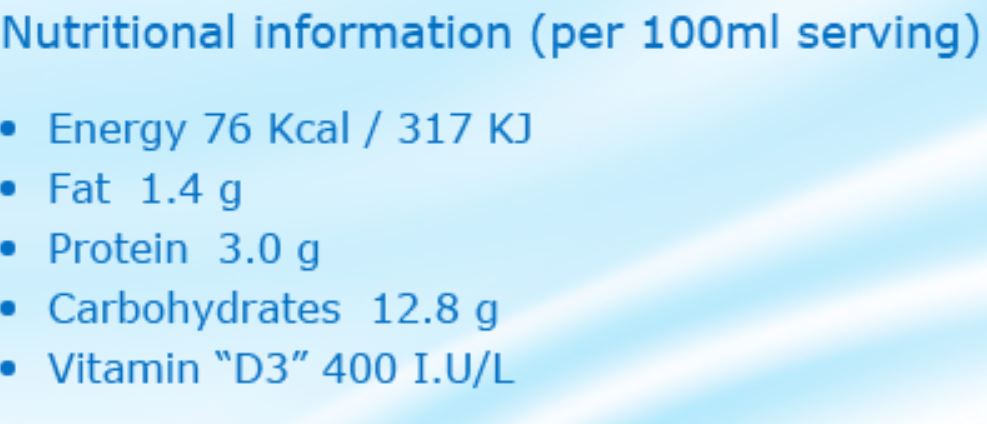 Nutritional information (per 100ml serving)
• Energy 76 Kcal / 317 KJ
• Fat  1.4 g
• Protein  3.0 g
• Carbohydrates  12.8 g
• Vitamin “D3” 400 I.U/L